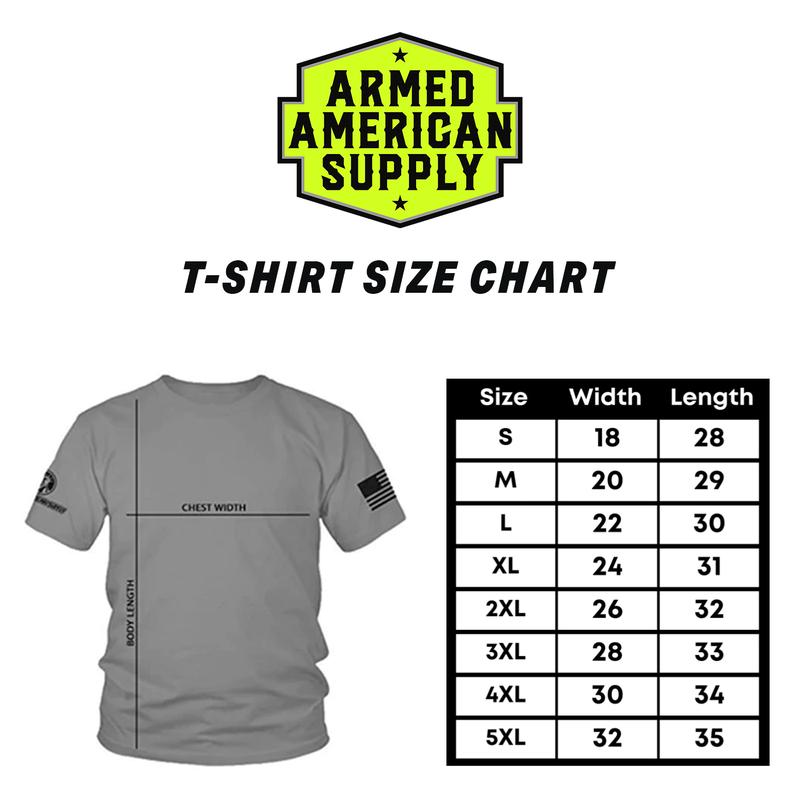 ARMED
AMERICAN
SUPPLY
T-SHIRT SIZE CHART
CHEST WIDTH
BODY LENGTH
Size Width Length
S 18 28
M 20 29
L 22 30
XL 24 31
2XL 26 32
3XL 28 33
4XL 30 34
5XL 32 35